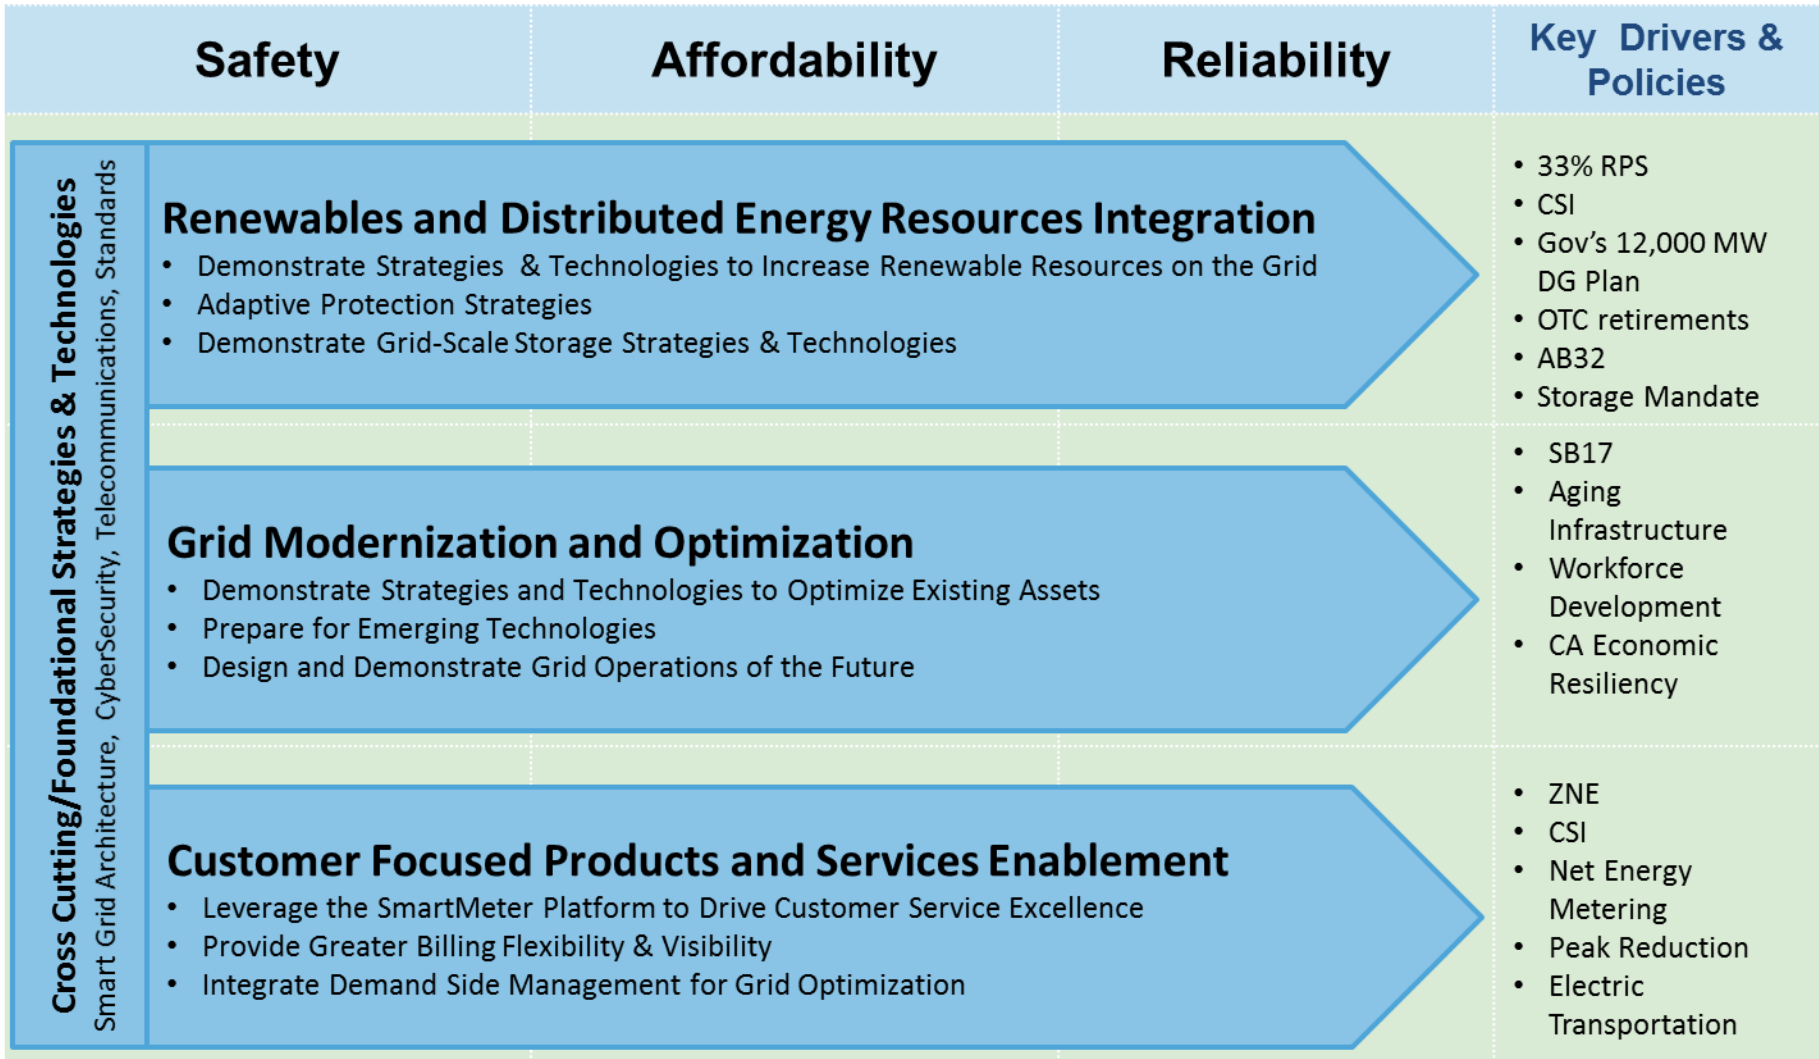 Safety
Affordability
Reliability
Key Drivers &
Policies
Cross Cutting/Foundational Strategies & Technologies
Smart Grid Architecture, CyberSecurity, Telecommunications, Standards
Renewables and Distributed Energy Resources Integration
• Demonstrate Strategies & Technologies to Increase Renewable Resources on the Grid
• Adaptive Protection Strategies
• Demonstrate Grid-Scale Storage Strategies & Technologies
• 33% RPS
• CSI
• Gov's 12,000 MW
DG Plan
• OTC retirements
• AB32
• Storage Mandate
Grid Modernization and Optimization
• Demonstrate Strategies and Technologies to Optimize Existing Assets
• Prepare for Emerging Technologies
• Design and Demonstrate Grid Operations of the Future
• SB17
• Aging
Infrastructure
• Workforce
Development
• CA Economic
Resiliency
Customer Focused Products and Services Enablement
• Leverage the SmartMeter Platform to Drive Customer Service Excellence
• Provide Greater Billing Flexibility & Visibility
• Integrate Demand Side Management for Grid Optimization
• ZNE
• CSI
• Net Energy
Metering
• Peak Reduction
• Electric
Transportation